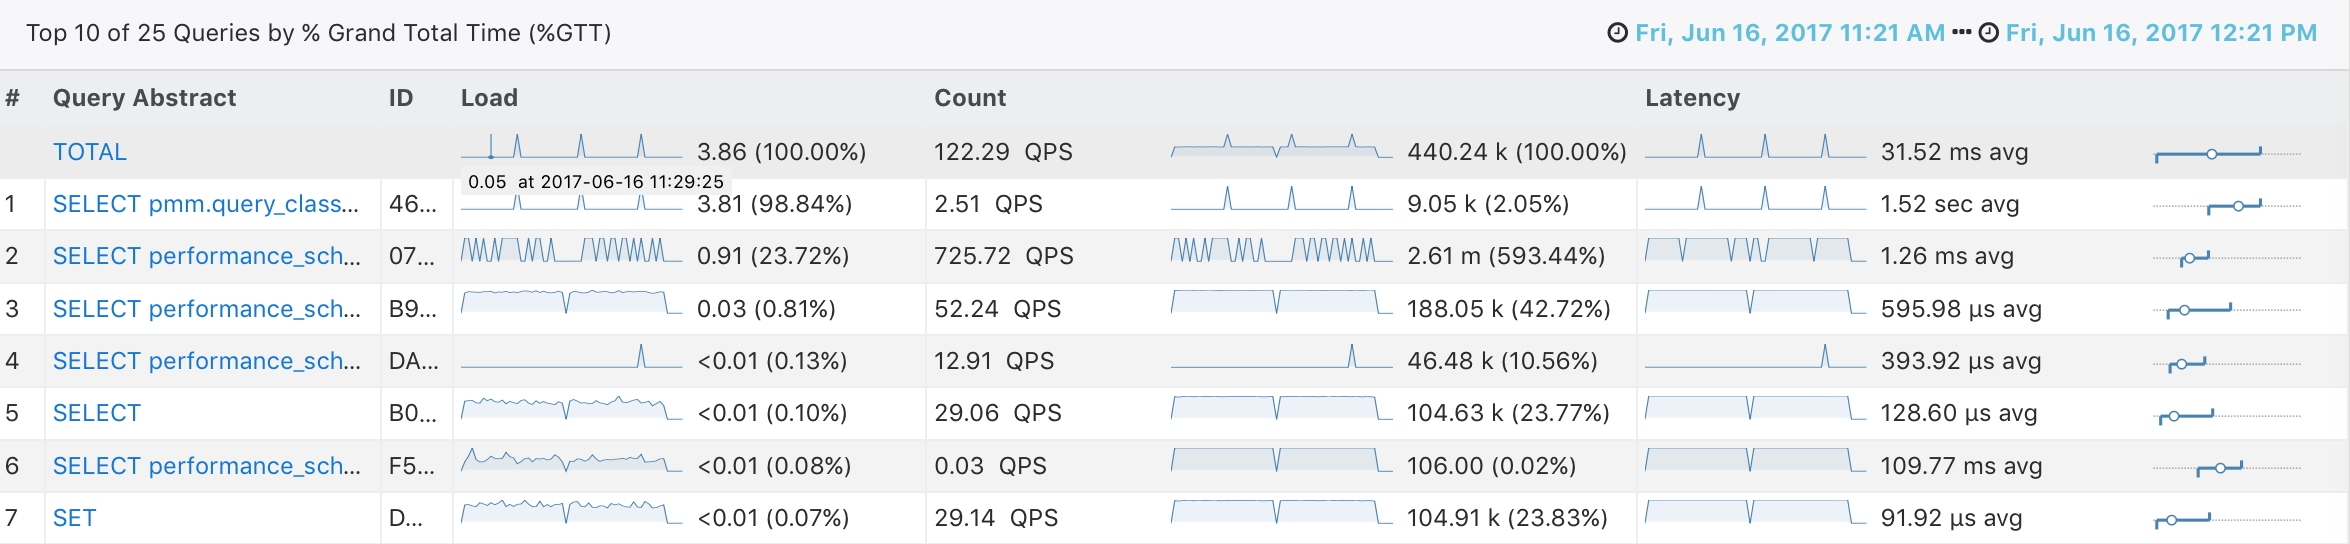 Top 10 of 25 Queries by % Grand Total Time (%GTT) Fri, Jun 16, 2017 11:21 AM ••• Fri, Jun 16, 2017 12:21 PM
# Query Abstract ID Load Count Latency
TOTAL 3.86 (100.00%) 122.29 QPS 440.24 k (100.00%) 31.52 ms avg
0.05 at 2017-06-16 11:29:25
1 SELECT pmm.query_class... 46... 3.81 (98.84%) 2.51 QPS 9.05 k (2.05%) 1.52 sec avg
2 SELECT performance_sch... 07... 0.91 (23.72%) 725.72 QPS 2.61 m (593.44%) 1.26 ms avg
3 SELECT performance_sch... B9... 0.03 (0.81%) 52.24 QPS 188.05 k (42.72%) 595.98 µs avg
4 SELECT performance_sch... DA... <0.01 (0.13%) 12.91 QPS 46.48 k (10.56%) 393.92 µs avg
5 SELECT B0... <0.01 (0.10%) 29.06 QPS 104.63 k (23.77%) 128.60 µs avg
6 SELECT performance_sch... F5... <0.01 (0.08%) 0.03 QPS 106.00 (0.02%) 109.77 ms avg
7 SET D... <0.01 (0.07%) 29.14 QPS 104.91 k (23.83%) 91.92 µs avg